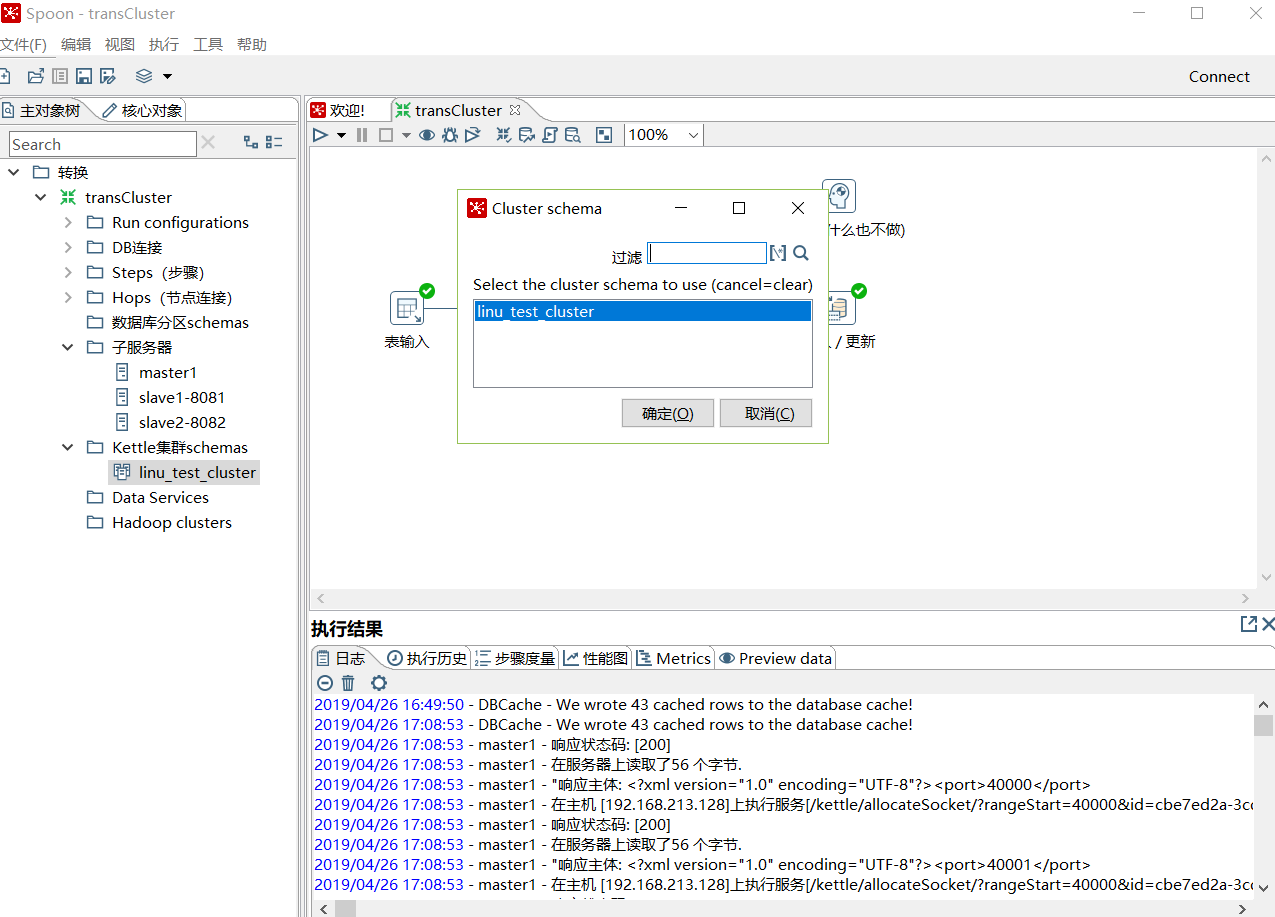 Spoon - transCluster
文件(F) 编辑 视图 执行 工具 帮助
Connect
主对象树 核心对象
Search
转换
transCluster
Run configurations
DB连接
Steps（步骤）
Hops（节点连接）
数据库分区schemas
子服务器
master1
slave1-8081
slave2-8082
Kettle集群schemas
linu_test_cluster
Data Services
Hadoop clusters
欢迎! transCluster
100%
什么也不做)
表输入
/ 更新
Cluster schema
过滤
Select the cluster schema to use (cancel=clear)
linu_test_cluster
确定(O) 取消(C)
执行结果
日志 执行历史 步骤度量 性能图 Metrics Preview data
2019/04/26 16:49:50 - DBCache - We wrote 43 cached rows to the database cache!
2019/04/26 17:08:53 - DBCache - We wrote 43 cached rows to the database cache!
2019/04/26 17:08:53 - master1 - 响应状态码: [200]
2019/04/26 17:08:53 - master1 - 在服务器上读取了56 个字节.
2019/04/26 17:08:53 - master1 - "响应主体: <?xml version="1.0" encoding="UTF-8"?><port>40000</port>
2019/04/26 17:08:53 - master1 - 在主机 [192.168.213.128]上执行服务[/kettle/allocateSocket/?rangeStart=40000&id=cbe7ed2a-3c
2019/04/26 17:08:53 - master1 - 响应状态码: [200]
2019/04/26 17:08:53 - master1 - 在服务器上读取了56 个字节.
2019/04/26 17:08:53 - master1 - "响应主体: <?xml version="1.0" encoding="UTF-8"?><port>40001</port>
2019/04/26 17:08:53 - master1 - 在主机 [192.168.213.128]上执行服务[/kettle/allocateSocket/?rangeStart=40000&id=cbe7ed2a-3c